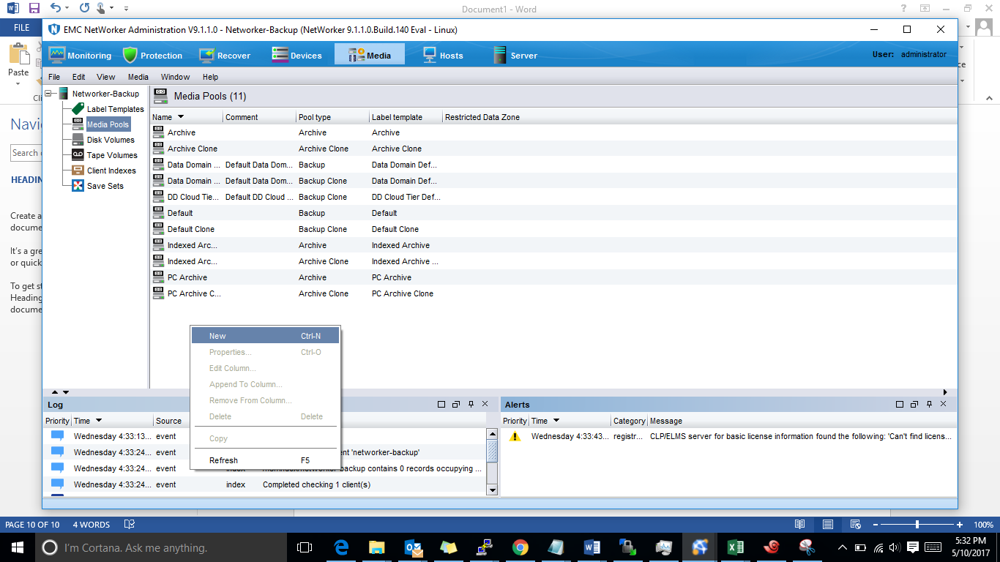 Document1 - Word
FILE
Paste
Cli
Navi
Search
HEADIN
Create a
docume
It's a gre
or quick
To get st
Heading
docume
EMC NetWorker Administration V9.1.1.0 - Networker-Backup (NetWorker 9.1.1.0.Build.140 Eval - Linux)
Monitoring Protection Recover Devices Media Hosts Server User: administrator
File Edit View Media Window Help
Networker-Backup
Label Templates
Media Pools
Disk Volumes
Tape Volumes
Client Indexes
Save Sets
Media Pools (11)
Name Comment Pool type Label template Restricted Data Zone
Archive Archive Archive
Archive Clone Archive Clone Archive Clone
Data Domain ... Default Data Dom... Backup Data Domain Def...
Data Domain ... Default Data Dom... Backup Clone Data Domain Def...
DD Cloud Tie... Default DD Cloud ... Backup Clone DD Cloud Tier Def...
Default Backup Default
Default Clone Backup Clone Default Clone
Indexed Arc... Archive Indexed Archive
Indexed Arc... Archive Clone Indexed Archive ...
PC Archive Archive PC Archive
PC Archive C... Archive Clone PC Archive Clone
New Ctrl-N
Properties... Ctrl-O
Edit Column...
Append To Column...
Remove From Column...
Delete Delete
Copy
Refresh F5
Log
Priority Time Source
Wednesday 4:33:13... event
Wednesday 4:33:24... event ent 'networker-backup'
Wednesday 4:33:24... event index backup contains 0 records occupying ...
Wednesday 4:33:24... event index Completed checking 1 client(s)
Alerts
Priority Time Category Message
Wednesday 4:33:43... registr... CLP/ELMS server for basic license information found the following: 'Can't find licens...
PAGE 10 OF 10 4 WORDS 100%
I'm Cortana. Ask me anything.
5:32 PM
5/10/2017